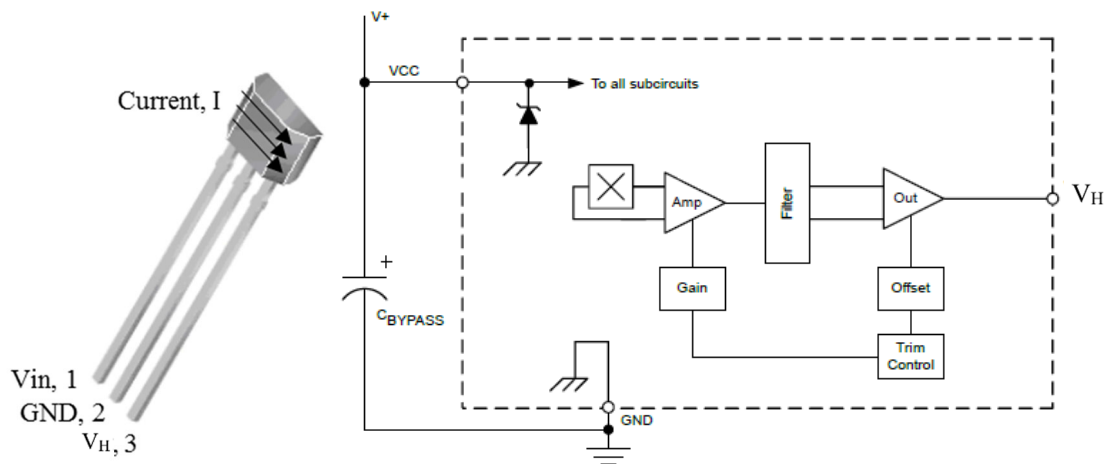 Current, I
Vin, 1
GND, 2
VH, 3
V+
VCC
To all subcircuits
+
CBYPASS
Amp
Filter
Out
VH
Gain
Offset
Trim
Control
GND